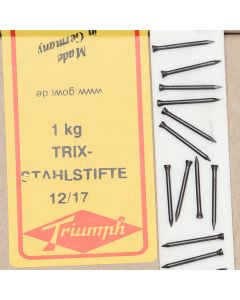 in Germany
Made
www.gowi.de
1 kg
TRIX-
STAHLSTIFTE
12/17
Triumph